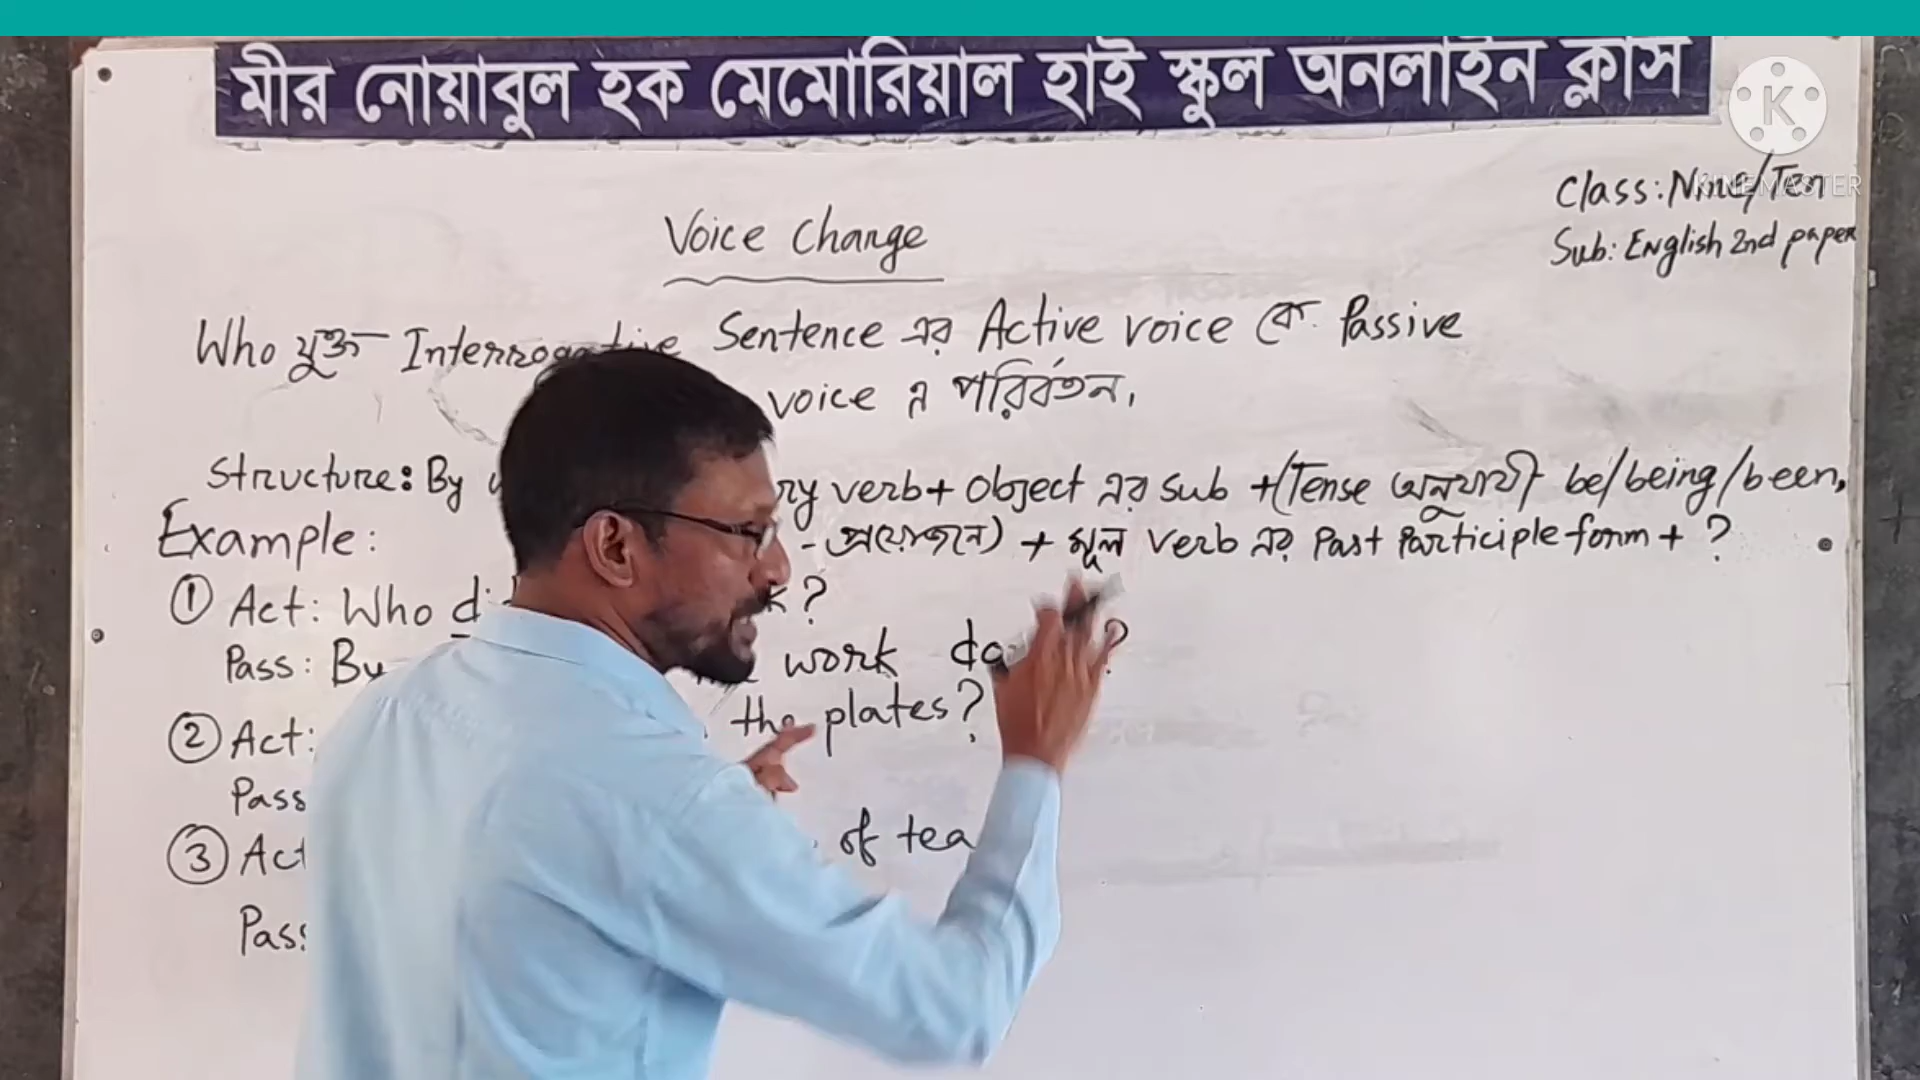 মীর নোয়াবুল হক মেমোরিয়াল হাই স্কুল অনলাইন ক্লাস
K
KINEMASTER
Class: Nine/Ten
Sub: English 2nd paper
Voice Change
Who যুক্ত Interrogative Sentence এর Active voice কে Passive
voice এ পরিবর্তন,
Structure: By verb+ Object এর sub +(Tense অনুযায়ী be/being/been,
প্রয়োজনে) + মূল verb এর Past Participle form + ?
Example:
① Act: Who ?
Pass: By work ?
② Act: the plates?
Pass
③ Act of tea
Pass